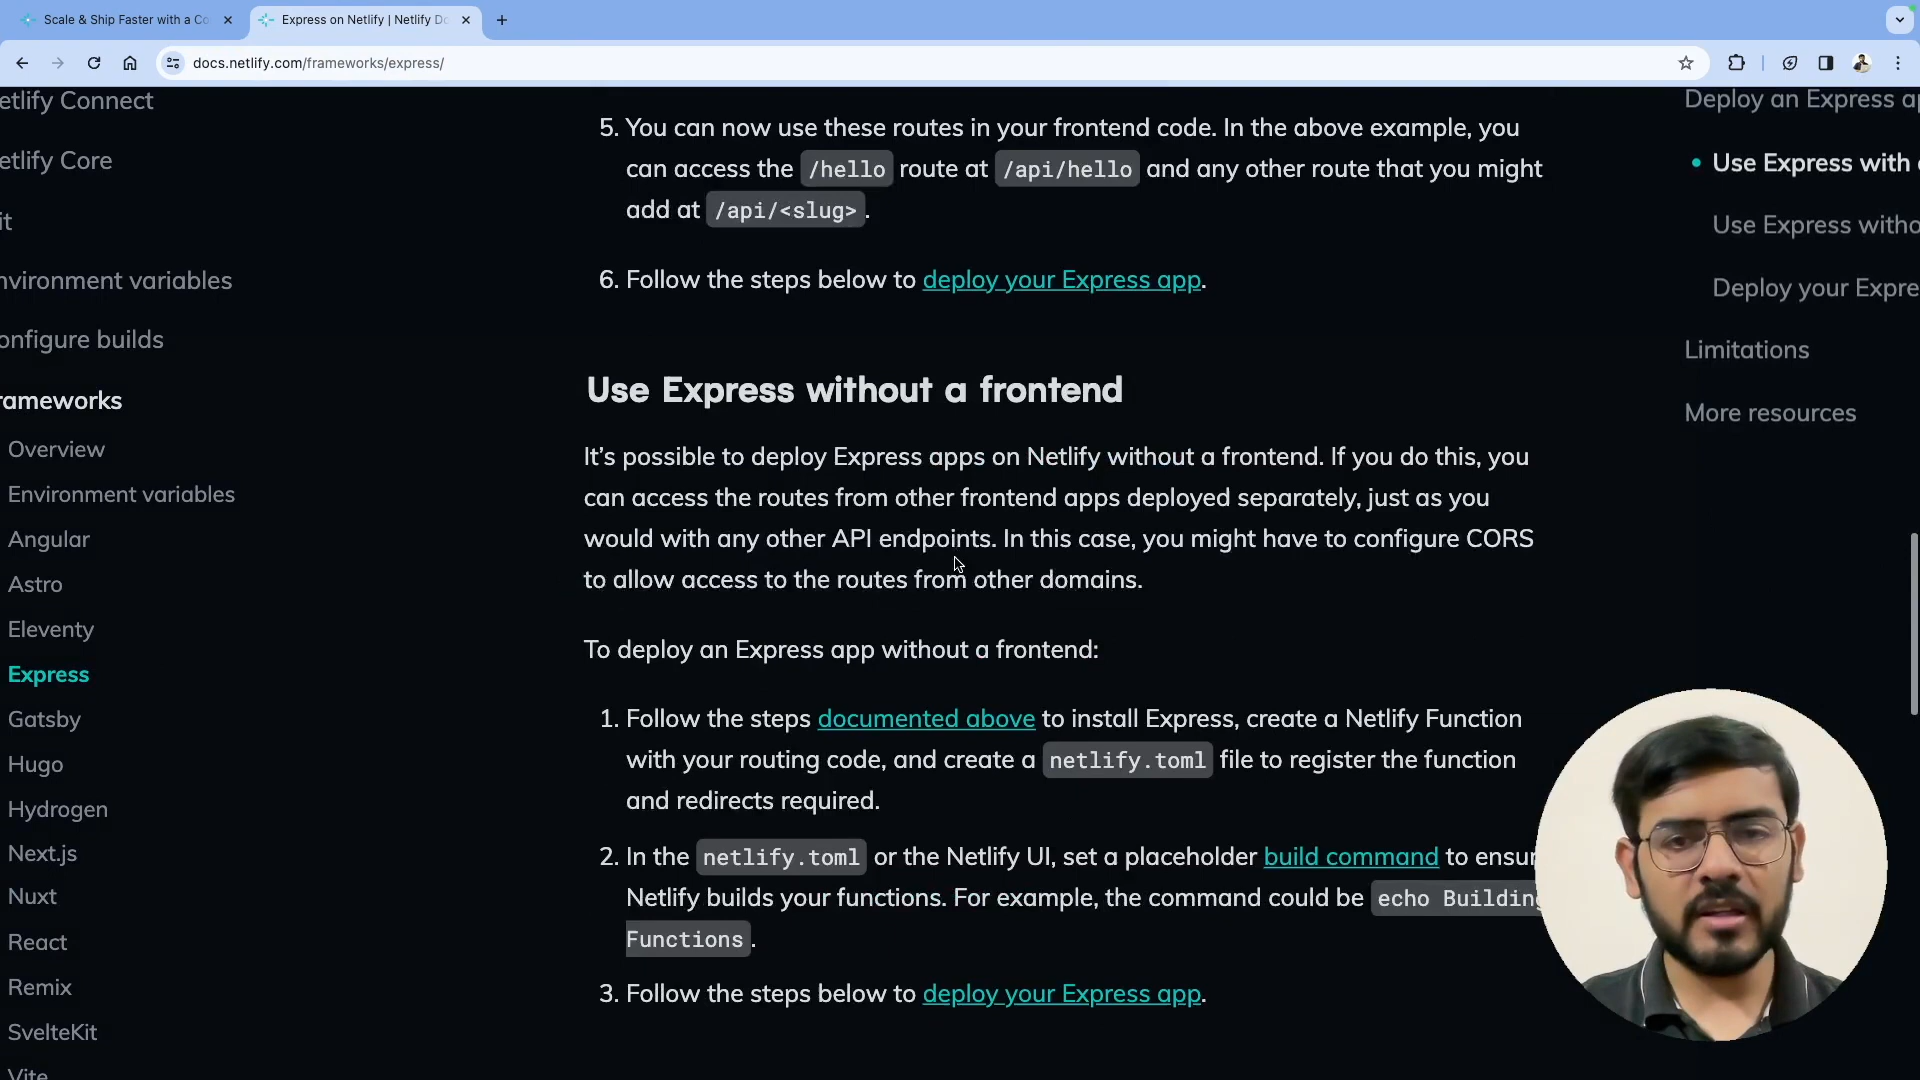 Scale & Ship Faster with a Co
Express on Netlify | Netlify Do
docs.netlify.com/frameworks/express/
etlify Connect
etlify Core
it
nvironment variables
onfigure builds
rameworks
Overview
Environment variables
Angular
Astro
Eleventy
Express
Gatsby
Hugo
Hydrogen
Next.js
Nuxt
React
Remix
SvelteKit
Vite
5. You can now use these routes in your frontend code. In the above example, you
can access the /hello route at /api/hello and any other route that you might
add at /api/<slug>.
6. Follow the steps below to deploy your Express app.
Use Express without a frontend
It's possible to deploy Express apps on Netlify without a frontend. If you do this, you
can access the routes from other frontend apps deployed separately, just as you
would with any other API endpoints. In this case, you might have to configure CORS
to allow access to the routes from other domains.
To deploy an Express app without a frontend:
1. Follow the steps documented above to install Express, create a Netlify Function
with your routing code, and create a netlify.toml file to register the function
and redirects required.
2. In the netlify.toml or the Netlify UI, set a placeholder build command to ensur
Netlify builds your functions. For example, the command could be echo Building
Functions.
3. Follow the steps below to deploy your Express app.
Deploy an Express a
Use Express with
Use Express witho
Deploy your Expre
Limitations
More resources